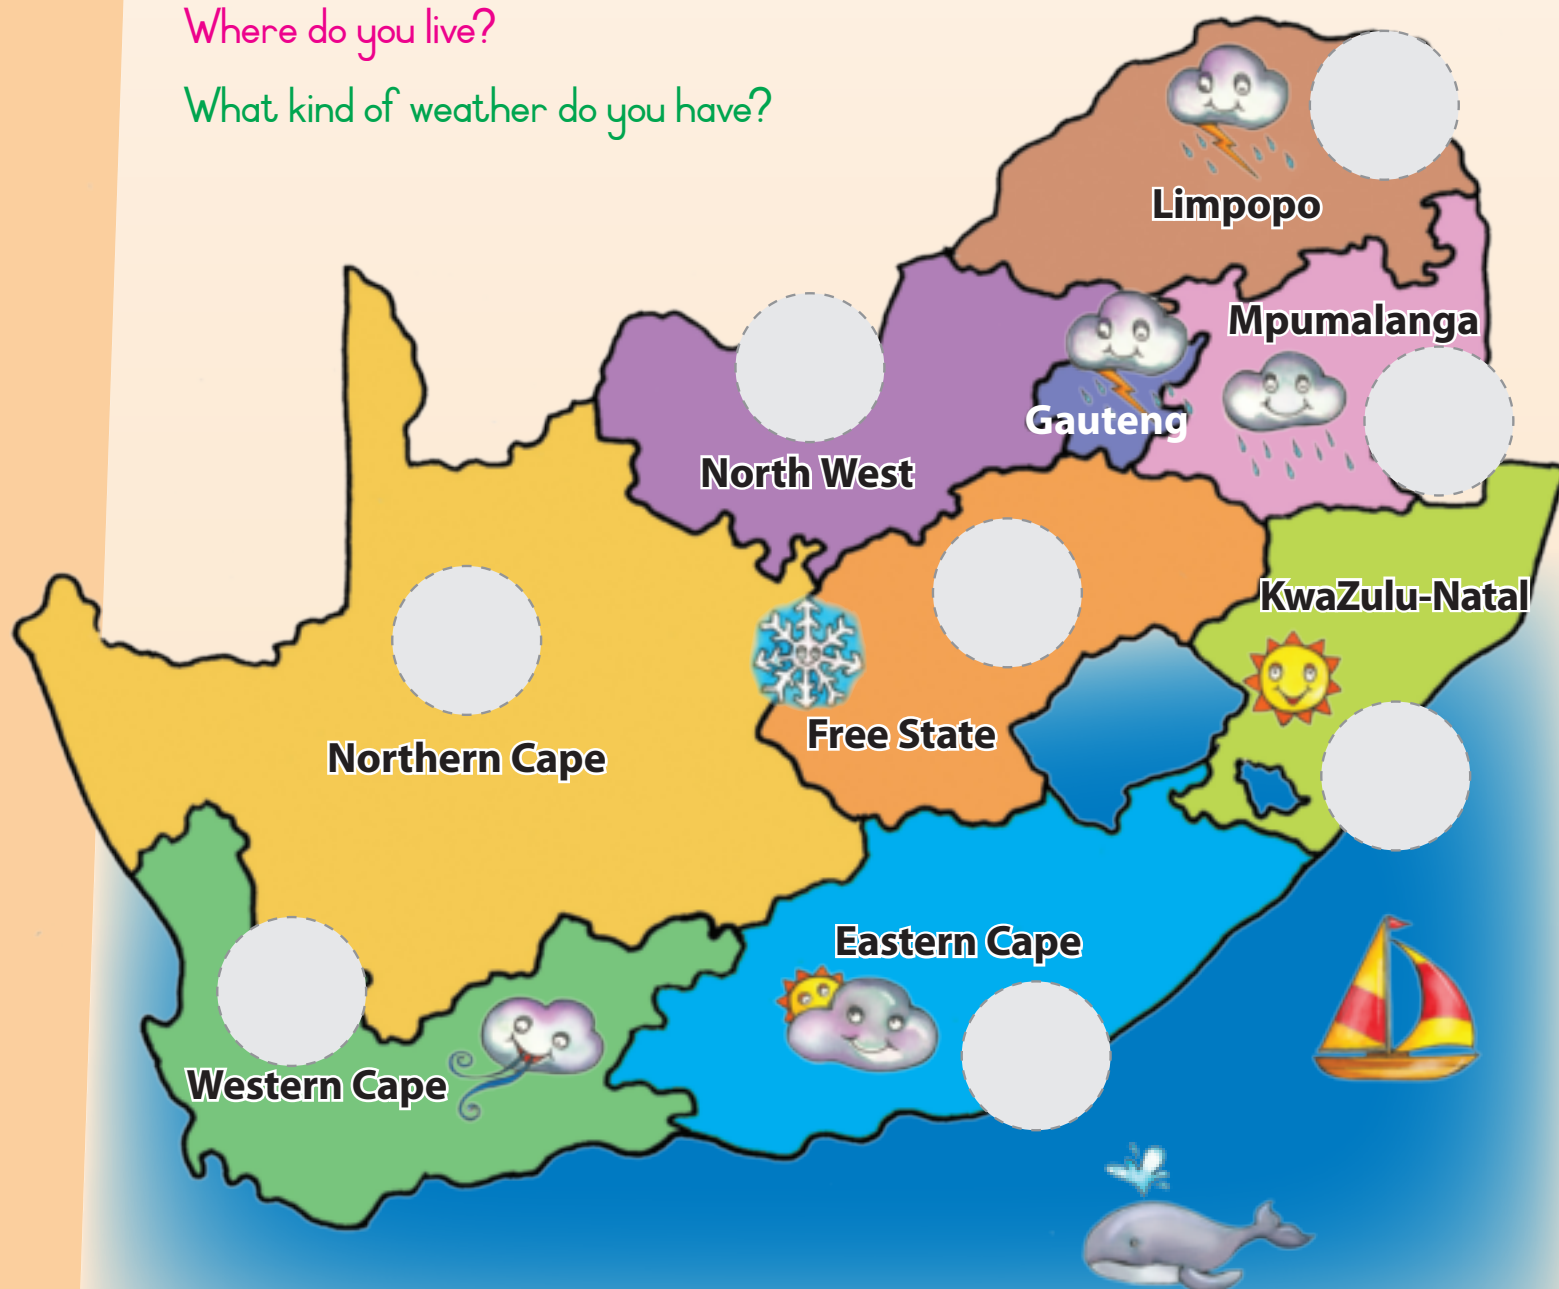 Where do you live?
What kind of weather do you have?
Limpopo
Mpumalanga
Gauteng
North West
KwaZulu-Natal
Free State
Northern Cape
Eastern Cape
Western Cape